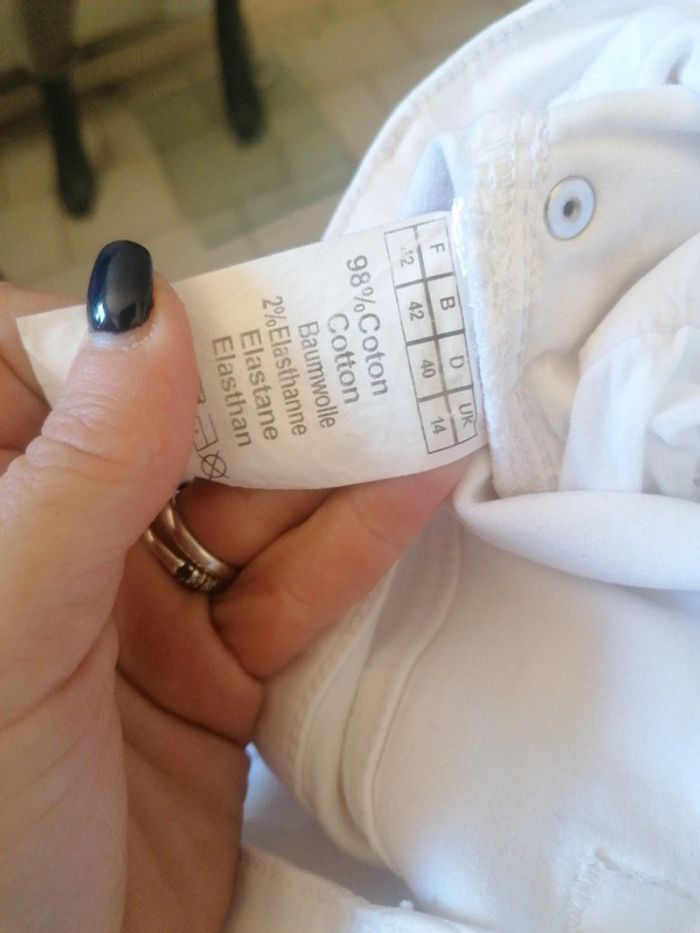 F B D UK
42 42 40 14
98%Coton
Cotton
Baumwolle
2%Elasthanne
Elastane
Elasthan